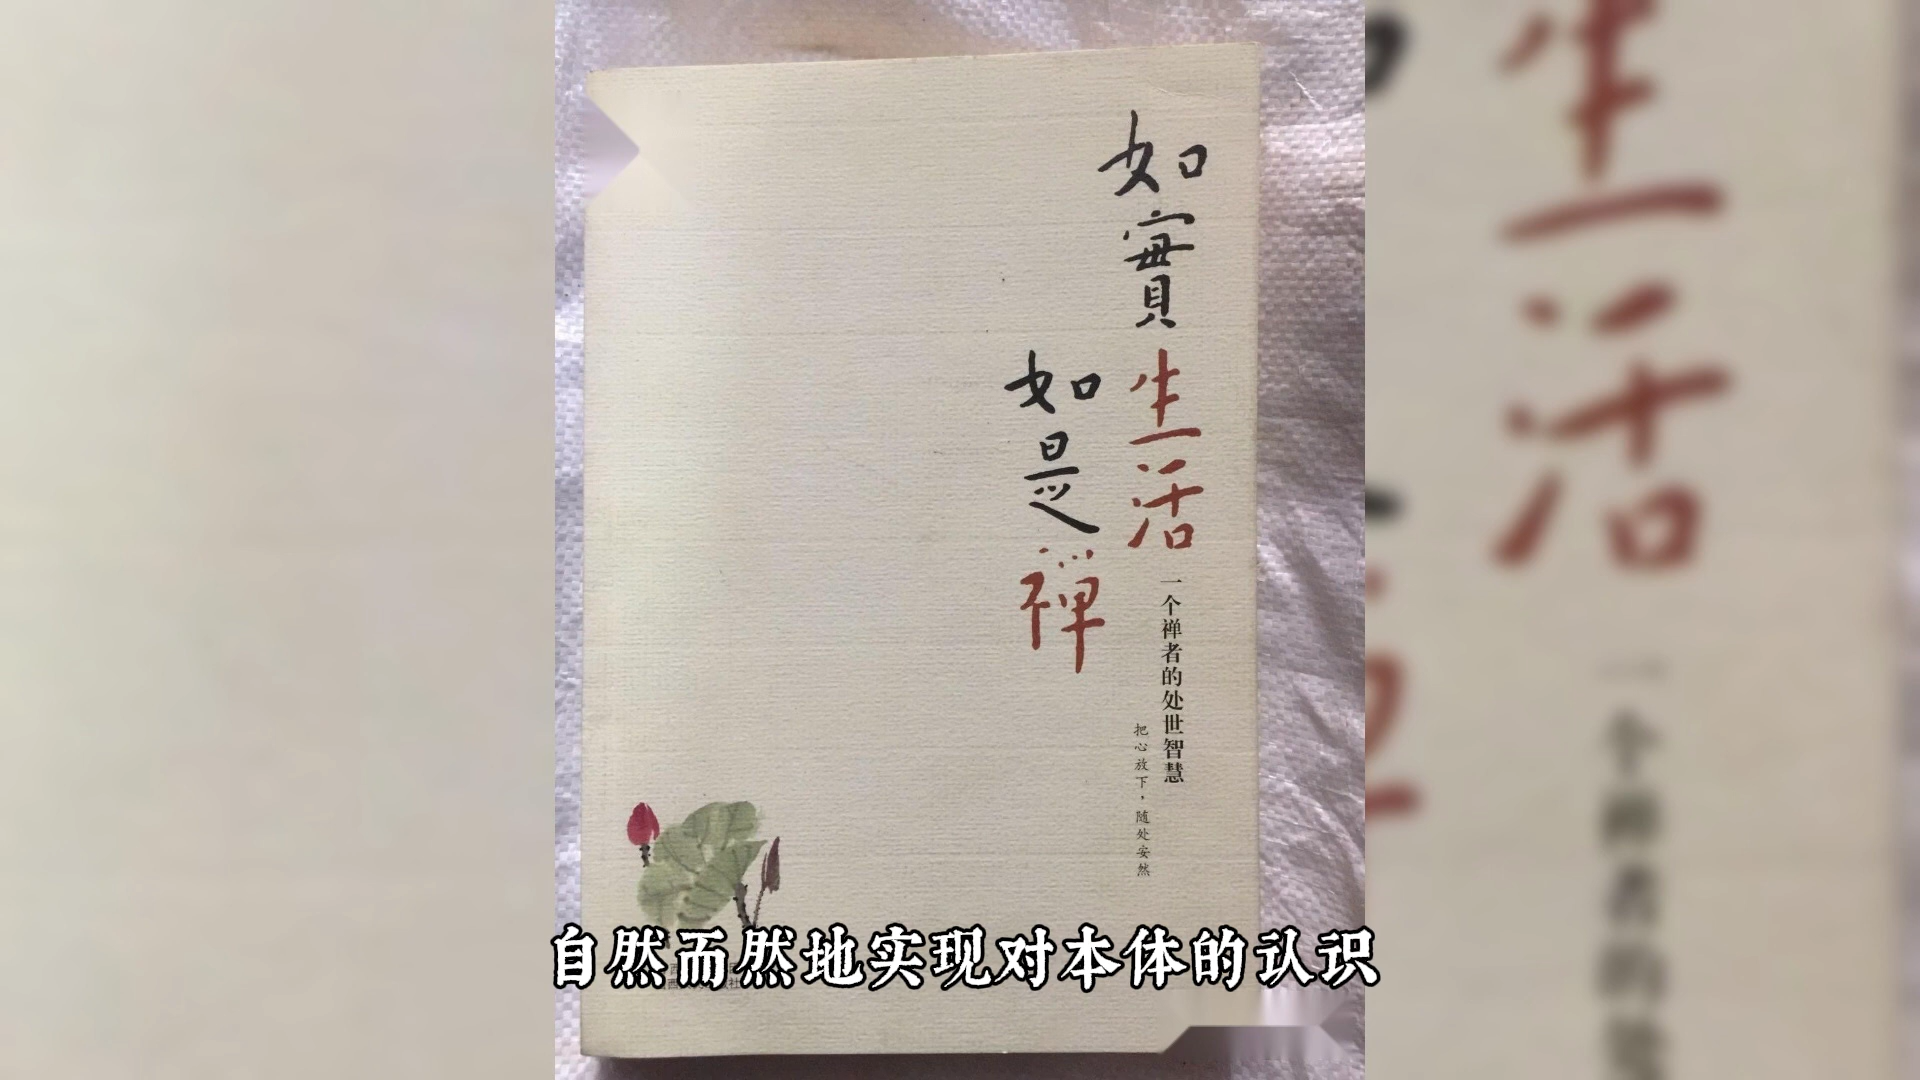 如實生活
如是禅
一个禅者的处世智慧
把心放下，随处安然
自然而然地实现对本体的认识